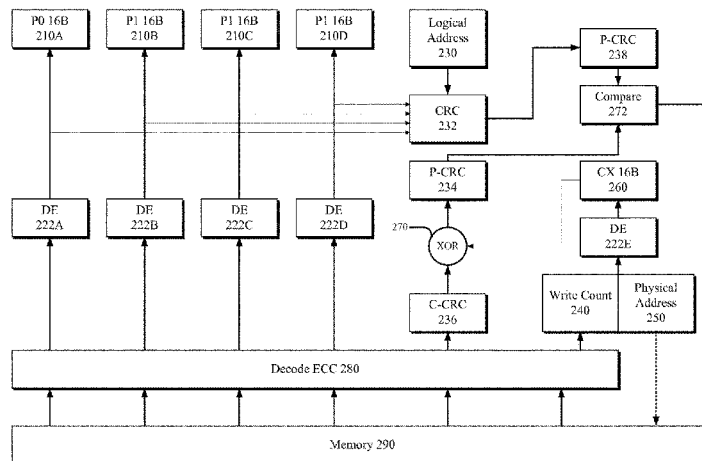 P0 16B
210A
P1 16B
210B
P1 16B
210C
P1 16B
210D
Logical
Address
230
P-CRC
238
CRC
232
Compare
272
P-CRC
234
CX 16B
260
DE
222A
DE
222B
DE
222C
DE
222D
270
XOR
DE
222E
C-CRC
236
Write Count
240
Physical
Address
250
Decode ECC 280
Memory 290